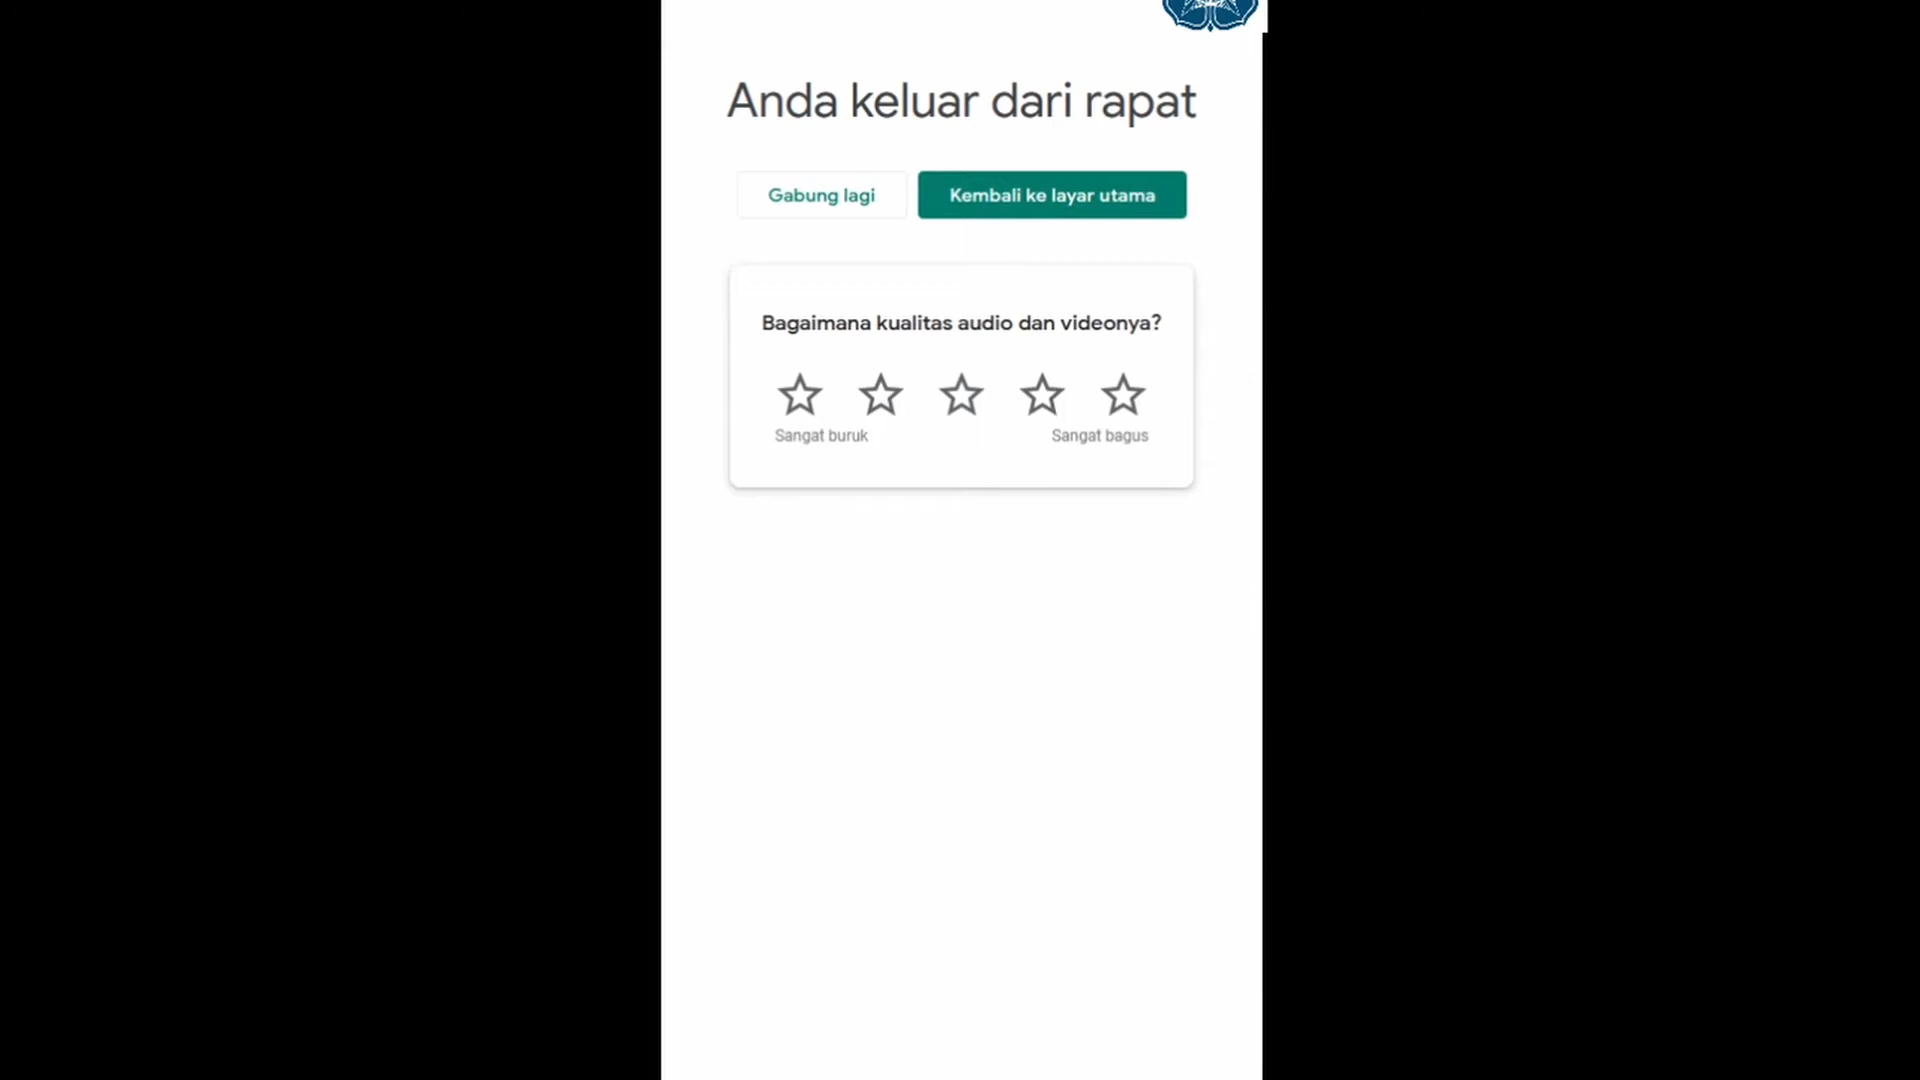 Anda keluar dari rapat
Gabung lagi
Kembali ke layar utama
Bagaimana kualitas audio dan videonya?
Sangat buruk
Sangat bagus